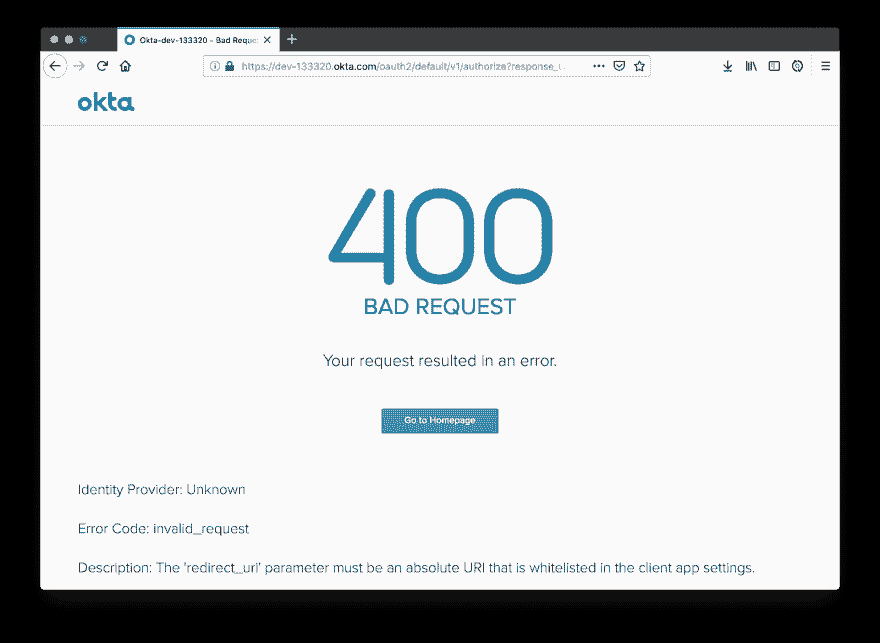 Okta-dev-133320 - Bad Reque
https://dev-133320.okta.com/oauth2/default/v1/authorize?response_t
okta
400
BAD REQUEST
Your request resulted in an error.
Go to Homepage
Identity Provider: Unknown
Error Code: invalid_request
Description: The 'redirect_uri' parameter must be an absolute URI that is whitelisted in the client app settings.